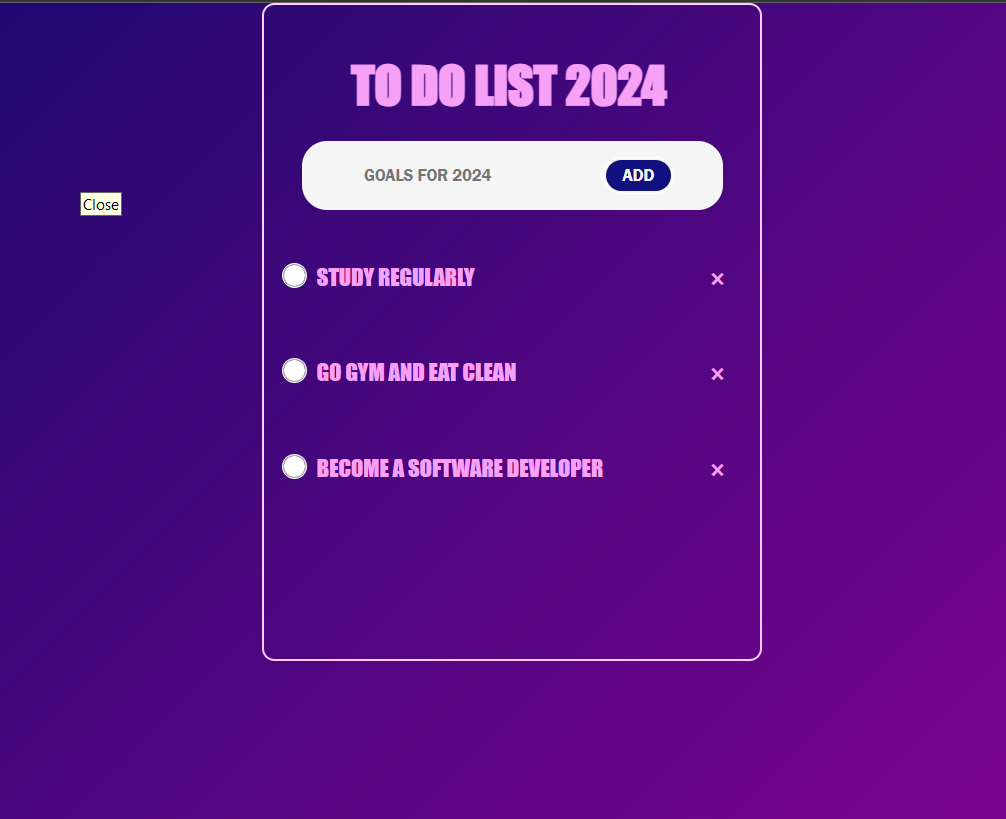 TO DO LIST 2024
GOALS FOR 2024 ADD
Close
STUDY REGULARLY ×
GO GYM AND EAT CLEAN ×
BECOME A SOFTWARE DEVELOPER ×